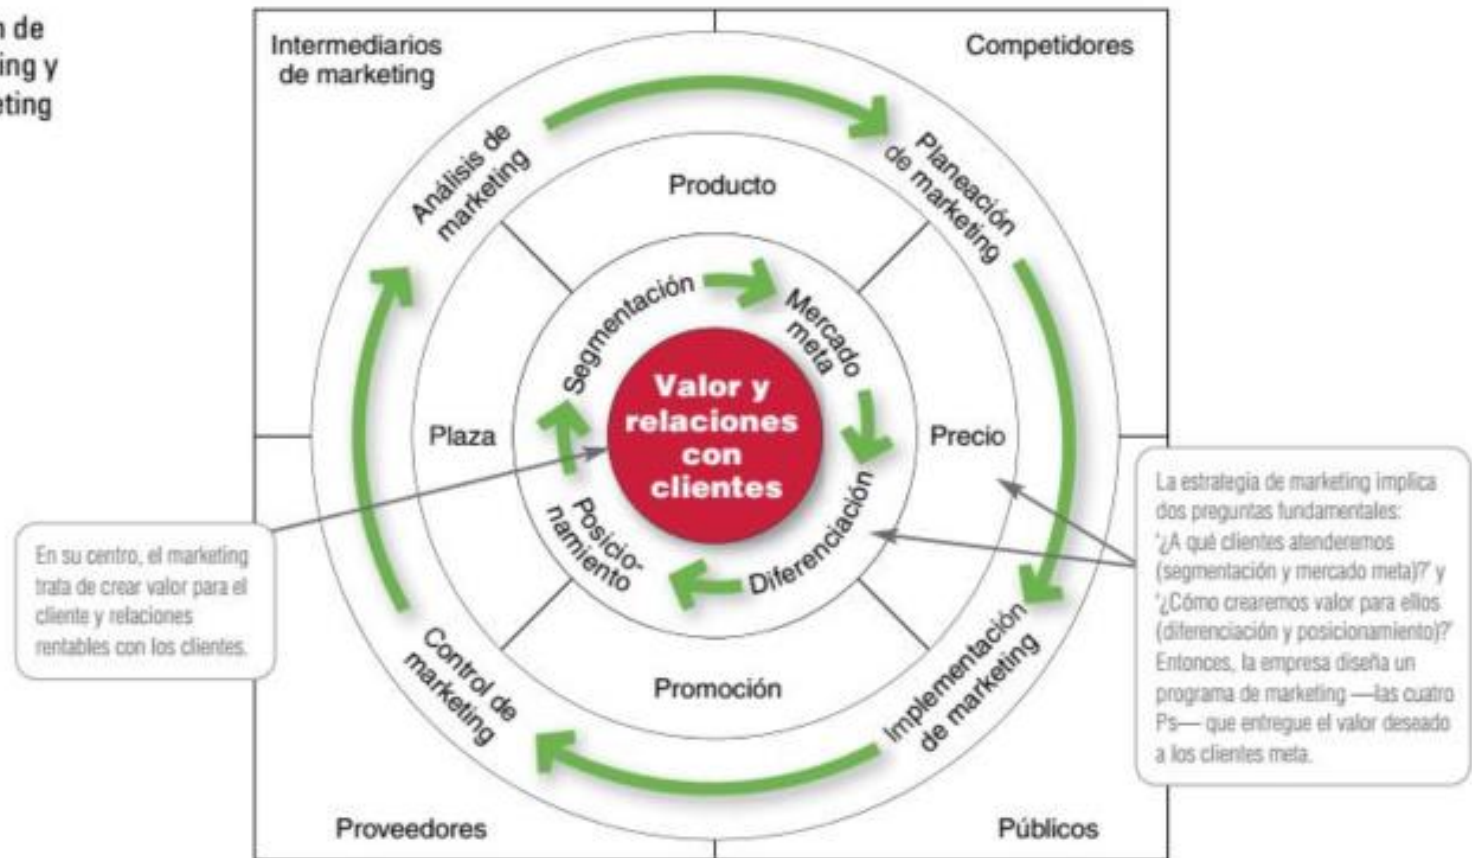 n de
ing y
eting
Intermediarios
de marketing
Competidores
Análisis de
marketing
Planeación
de marketing
Producto
Segmentación
Mercado
meta
Valor y
relaciones
con
clientes
Plaza
Precio
Posicio-
namiento
Diferenciación
En su centro, el marketing
trata de crear valor para el
cliente y relaciones
rentables con los clientes.
La estrategia de marketing implica
dos preguntas fundamentales:
'¿A qué clientes atenderemos
(segmentación y mercado meta)?' y
'¿Cómo crearemos valor para ellos
(diferenciación y posicionamiento)?'
Entonces, la empresa diseña un
programa de marketing —las cuatro
Ps— que entregue el valor deseado
a los clientes meta.
Control de
marketing
Promoción
Implementación
de marketing
Proveedores
Públicos